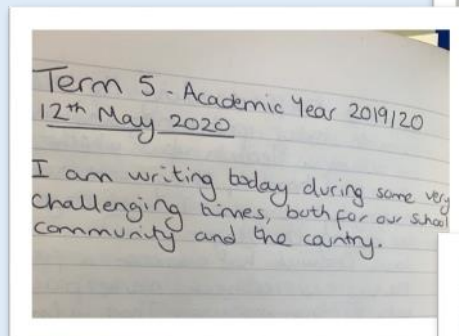 Term 5 - Academic Year 2019/20
12th May 2020
I am writing today during some very
challenging times, both for our school
community and the country.